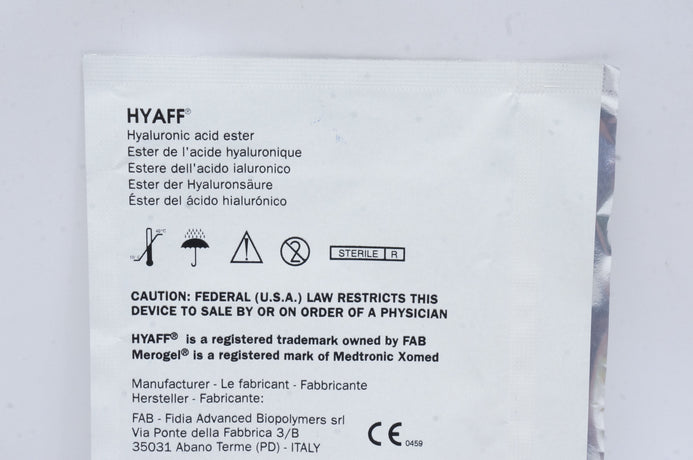 HYAFF®
Hyaluronic acid ester
Ester de l'acide hyaluronique
Estere dell'acido ialuronico
Ester der Hyaluronsäure
Éster del ácido hialurónico
2
STERILE R
CAUTION: FEDERAL (U.S.A.) LAW RESTRICTS THIS
DEVICE TO SALE BY OR ON ORDER OF A PHYSICIAN
HYAFF® is a registered trademark owned by FAB
Merogel® is a registered mark of Medtronic Xomed
Manufacturer - Le fabricant - Fabbricante
Hersteller - Fabricante:
FAB - Fidia Advanced Biopolymers srl
Via Ponte della Fabbrica 3/B
35031 Abano Terme (PD) - ITALY
CE 0459